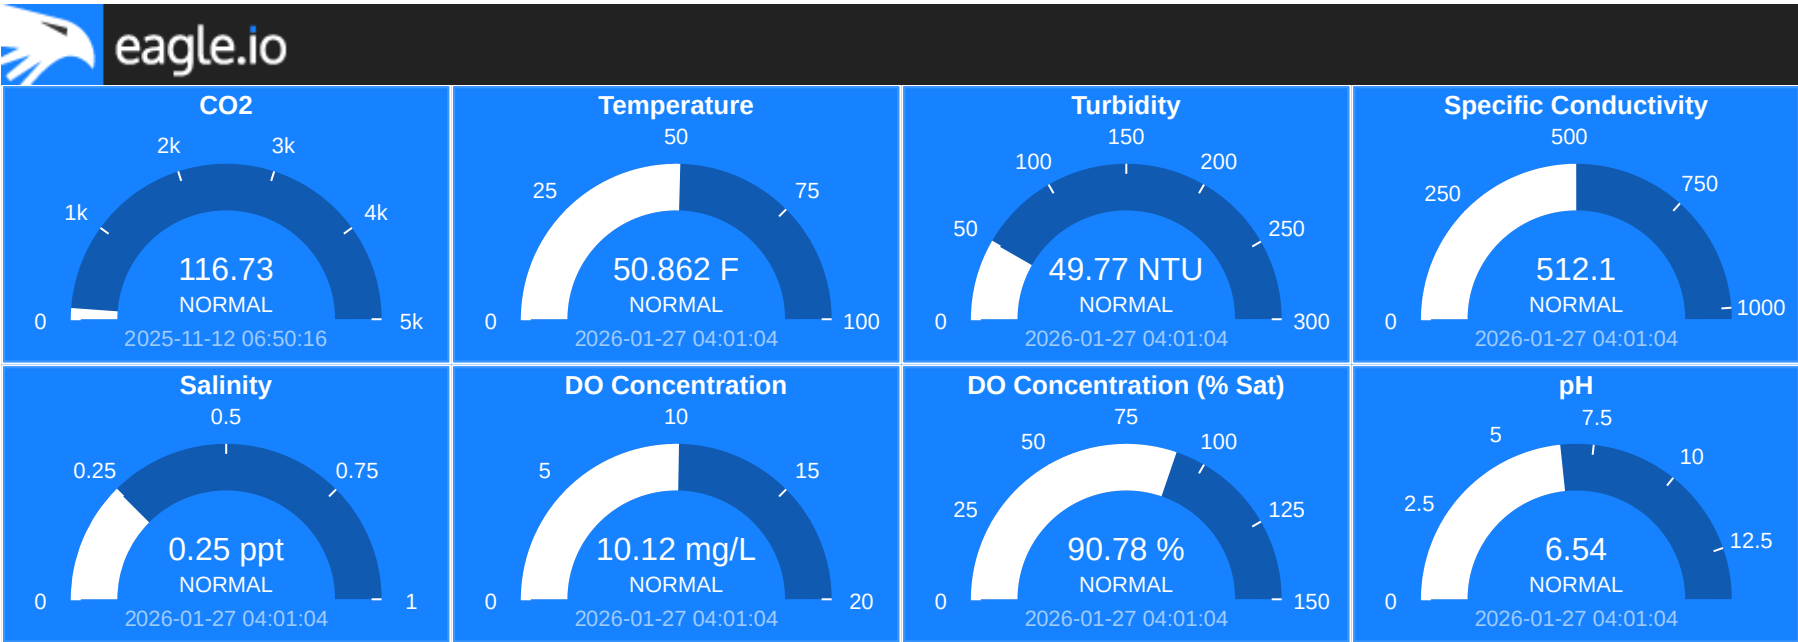 eagle.io
CO2
0
1k
2k
3k
4k
5k
116.73
NORMAL
2025-11-12 06:50:16
Temperature
0
25
50
75
100
50.862 F
NORMAL
2026-01-27 04:01:04
Turbidity
0
50
100
150
200
250
300
49.77 NTU
NORMAL
2026-01-27 04:01:04
Specific Conductivity
0
250
500
750
1000
512.1
NORMAL
2026-01-27 04:01:04
Salinity
0
0.25
0.5
0.75
1
0.25 ppt
NORMAL
2026-01-27 04:01:04
DO Concentration
0
5
10
15
20
10.12 mg/L
NORMAL
2026-01-27 04:01:04
DO Concentration (% Sat)
0
25
50
75
100
125
150
90.78 %
NORMAL
2026-01-27 04:01:04
pH
0
2.5
5
7.5
10
12.5
6.54
NORMAL
2026-01-27 04:01:04